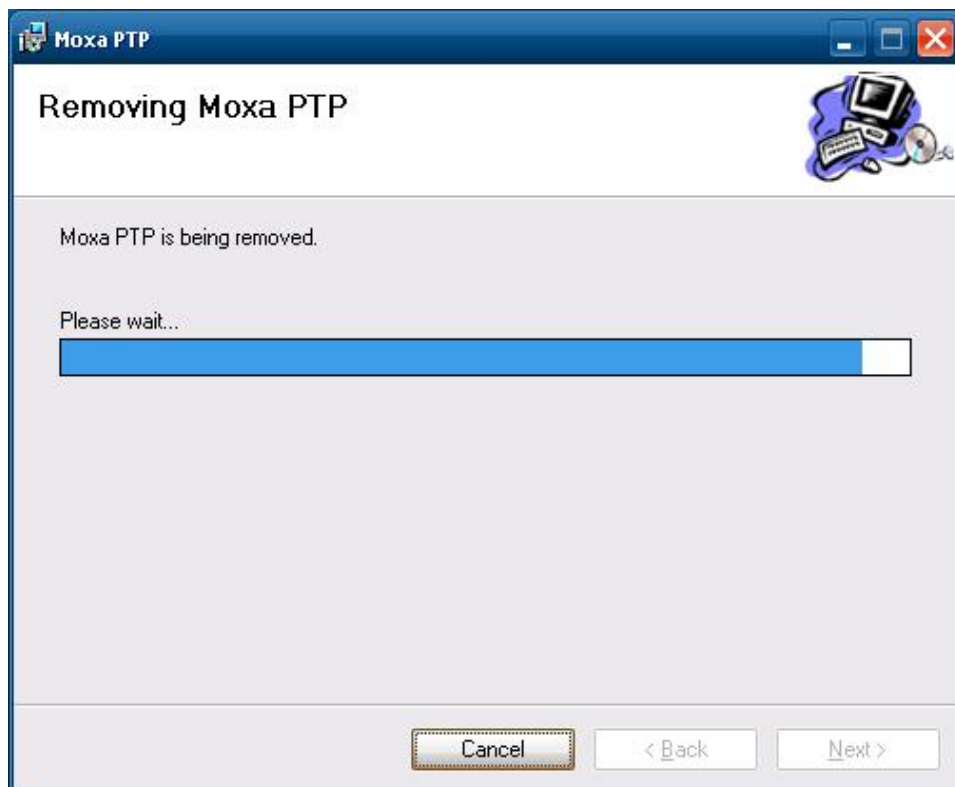 Moxa PTP
Removing Moxa PTP
Moxa PTP is being removed.
Please wait...
Cancel
< Back
Next >